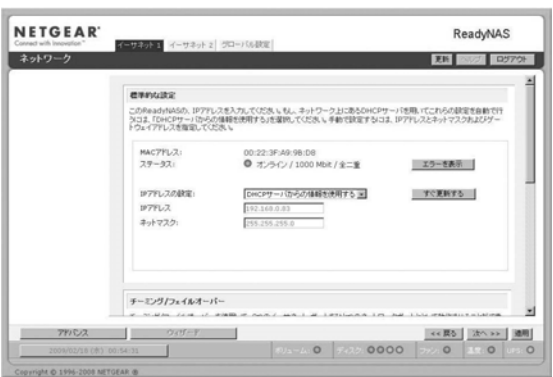 NETGEAR®
Connect with Innovation™
ReadyNAS
イーサネット 1 イーサネット 2 グローバル設定
ネットワーク
更新 ヘルプ ログアウト
標準的な設定
このReadyNASの、IPアドレスを入力してください。もし、ネットワーク上にあるDHCPサーバを用いてこれらの設定を自動で行
うには、「DHCPサーバからの情報を使用する」を選択してください。手動で設定するには、IPアドレスとネットマスクおよびゲー
トウェイアドレスを指定してください。
MACアドレス: 00:22:3F:A9:9B:D8
ステータス: オンライン / 1000 Mbit / 全二重 エラーを表示
IPアドレスの設定: DHCPサーバからの情報を使用する すぐ更新する
IPアドレス 192.168.0.83
ネットマスク: 255.255.255.0
チーミング/フェイルオーバー
アドバンス ウィザード << 戻る 次へ >> 適用
2009/02/18 (水) 00:54:31 ボリューム: ディスク: ファン: 温度: UPS:
Copyright © 1996-2008 NETGEAR ®